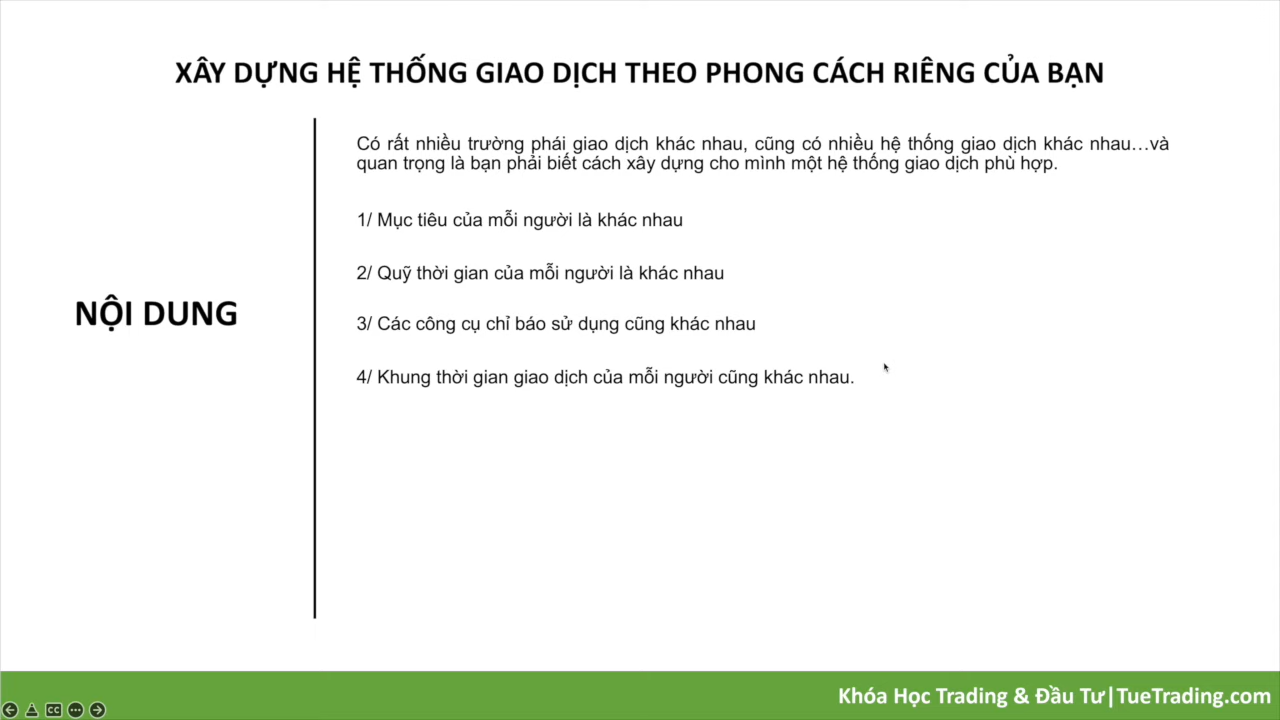 XÂY DỰNG HỆ THỐNG GIAO DỊCH THEO PHONG CÁCH RIÊNG CỦA BẠN
NỘI DUNG
Có rất nhiều trường phái giao dịch khác nhau, cũng có nhiều hệ thống giao dịch khác nhau…và
quan trọng là bạn phải biết cách xây dựng cho mình một hệ thống giao dịch phù hợp.
1/ Mục tiêu của mỗi người là khác nhau
2/ Quỹ thời gian của mỗi người là khác nhau
3/ Các công cụ chỉ báo sử dụng cũng khác nhau
4/ Khung thời gian giao dịch của mỗi người cũng khác nhau.
CC
Khóa Học Trading & Đầu Tư|TueTrading.com